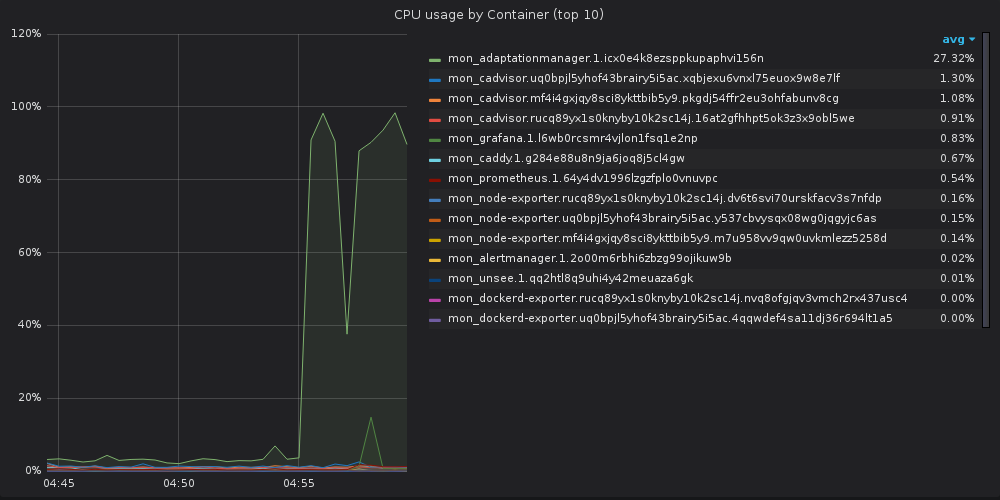 CPU usage by Container (top 10)
120%
100%
80%
60%
40%
20%
0%
04:45 04:50 04:55
avg
mon_adaptationmanager.1.icx0e4k8ezsppkupaphvi156n 27.32%
mon_cadvisor.uq0bpjl5yhof43brairy5i5ac.xqbjexu6vnxl75euox9w8e7lf 1.30%
mon_cadvisor.mf4i4gxjqy8sci8ykttbib5y9.pkgdj54ffr2eu3ohfabunv8cg 1.08%
mon_cadvisor.rucq89yx1s0knyby10k2sc14j.16at2gfhhpt5ok3z3x9obl5we 0.91%
mon_grafana.1.l6wb0rcsmr4vjlon1fsq1e2np 0.83%
mon_caddy.1.g284e88u8n9ja6joq8j5cl4gw 0.67%
mon_prometheus.1.64y4dv1996lzgzfplo0vnuvpc 0.54%
mon_node-exporter.rucq89yx1s0knyby10k2sc14j.dv6t6svi70urskfacv3s7nfdp 0.16%
mon_node-exporter.uq0bpjl5yhof43brairy5i5ac.y537cbvysqx08wg0jqgyjc6as 0.15%
mon_node-exporter.mf4i4gxjqy8sci8ykttbib5y9.m7u958vv9qw0uvkmlezz5258d 0.14%
mon_alertmanager.1.2o00m6rbhi6zbzg99ojikuw9b 0.02%
mon_unsee.1.qq2htl8q9uhi4y42meuaza6gk 0.01%
mon_dockerd-exporter.rucq89yx1s0knyby10k2sc14j.nvq8ofgjqv3vmch2rx437usc4 0.00%
mon_dockerd-exporter.uq0bpjl5yhof43brairy5i5ac.4qqwdef4sa11dj36r694lt1a5 0.00%